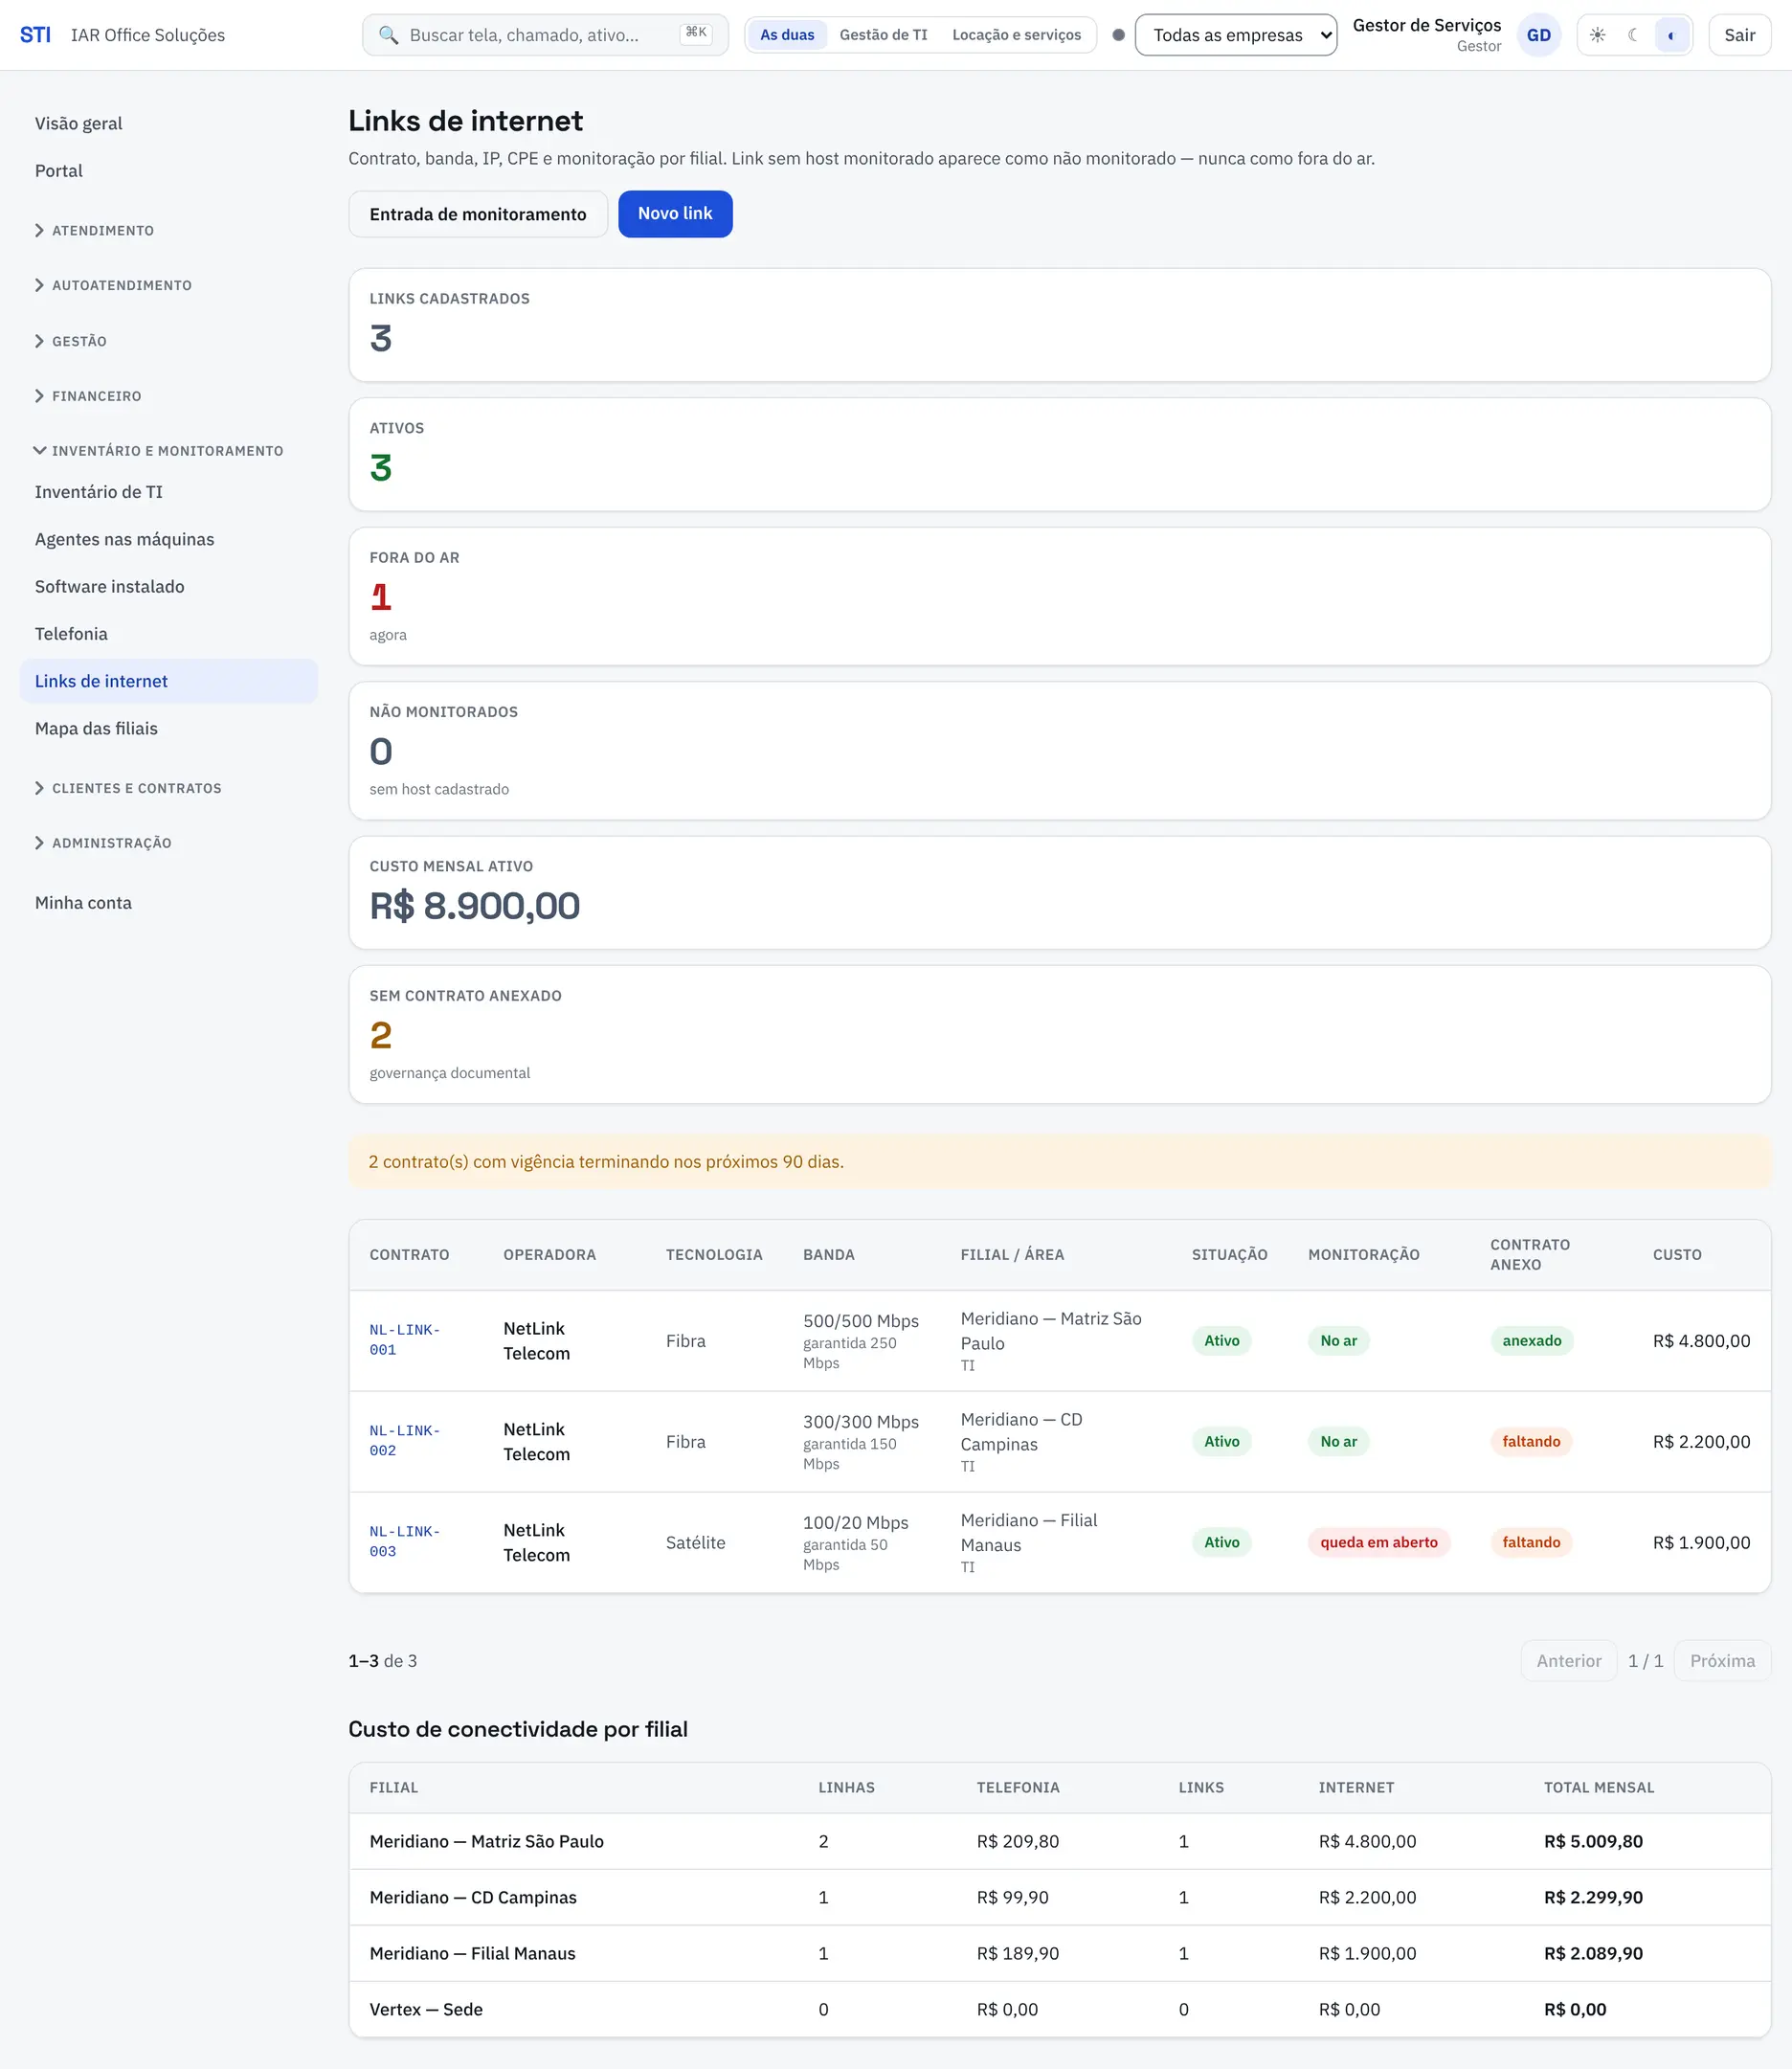 STI IAR Office Soluções
Buscar tela, chamado, ativo... ⌘K
As duas Gestão de TI Locação e serviços
Todas as empresas
Gestor de Serviços
Gestor
GD
Sair
Visão geral
Portal
ATENDIMENTO
AUTOATENDIMENTO
GESTÃO
FINANCEIRO
INVENTÁRIO E MONITORAMENTO
Inventário de TI
Agentes nas máquinas
Software instalado
Telefonia
Links de internet
Mapa das filiais
CLIENTES E CONTRATOS
ADMINISTRAÇÃO
Minha conta
Links de internet
Contrato, banda, IP, CPE e monitoração por filial. Link sem host monitorado aparece como não monitorado — nunca como fora do ar.
Entrada de monitoramento Novo link
LINKS CADASTRADOS
3
ATIVOS
3
FORA DO AR
1
agora
NÃO MONITORADOS
0
sem host cadastrado
CUSTO MENSAL ATIVO
R$ 8.900,00
SEM CONTRATO ANEXADO
2
governança documental
2 contrato(s) com vigência terminando nos próximos 90 dias.
CONTRATO OPERADORA TECNOLOGIA BANDA FILIAL / ÁREA SITUAÇÃO MONITORAÇÃO CONTRATO ANEXO CUSTO
NL-LINK-001 NetLink Telecom Fibra 500/500 Mbps garantida 250 Mbps Meridiano — Matriz São Paulo TI Ativo No ar anexado R$ 4.800,00
NL-LINK-002 NetLink Telecom Fibra 300/300 Mbps garantida 150 Mbps Meridiano — CD Campinas TI Ativo No ar faltando R$ 2.200,00
NL-LINK-003 NetLink Telecom Satélite 100/20 Mbps garantida 50 Mbps Meridiano — Filial Manaus TI Ativo queda em aberto faltando R$ 1.900,00
1–3 de 3
Anterior 1 / 1 Próxima
Custo de conectividade por filial
FILIAL LINHAS TELEFONIA LINKS INTERNET TOTAL MENSAL
Meridiano — Matriz São Paulo 2 R$ 209,80 1 R$ 4.800,00 R$ 5.009,80
Meridiano — CD Campinas 1 R$ 99,90 1 R$ 2.200,00 R$ 2.299,90
Meridiano — Filial Manaus 1 R$ 189,90 1 R$ 1.900,00 R$ 2.089,90
Vertex — Sede 0 R$ 0,00 0 R$ 0,00 R$ 0,00